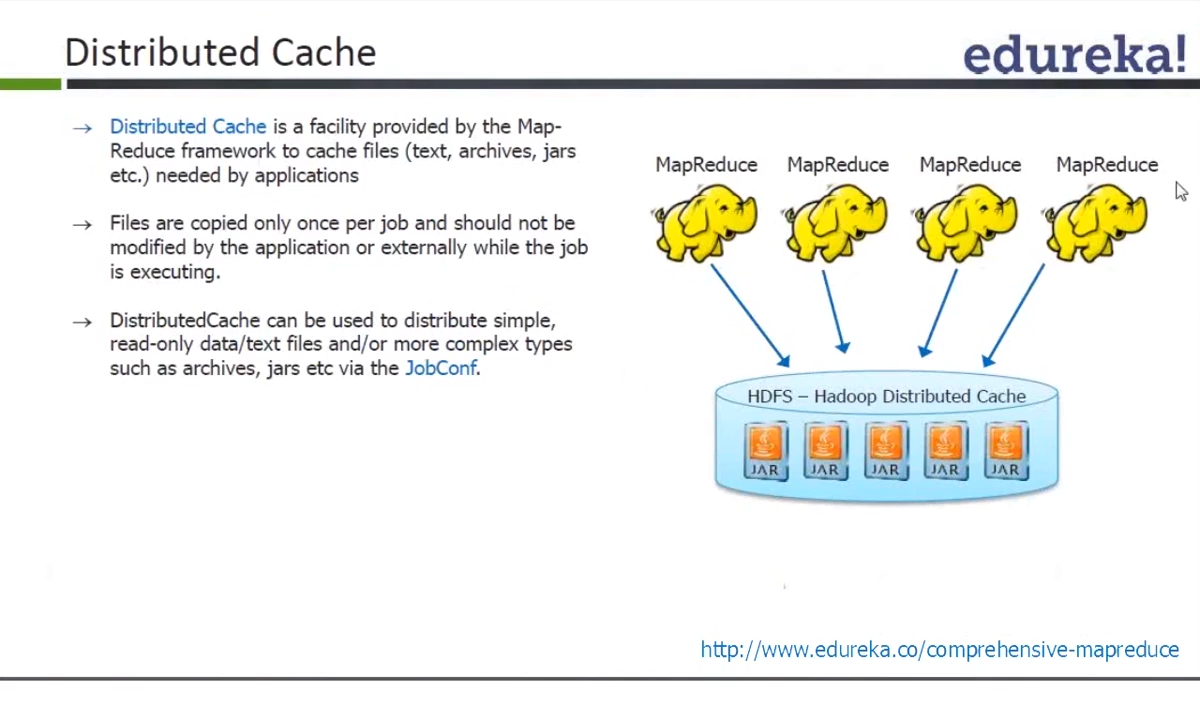 Distributed Cache
edureka!
→ Distributed Cache is a facility provided by the Map-
Reduce framework to cache files (text, archives, jars
etc.) needed by applications
→ Files are copied only once per job and should not be
modified by the application or externally while the job
is executing.
→ DistributedCache can be used to distribute simple,
read-only data/text files and/or more complex types
such as archives, jars etc via the JobConf.
MapReduce MapReduce MapReduce MapReduce
HDFS – Hadoop Distributed Cache
JAR JAR JAR JAR JAR
http://www.edureka.co/comprehensive-mapreduce